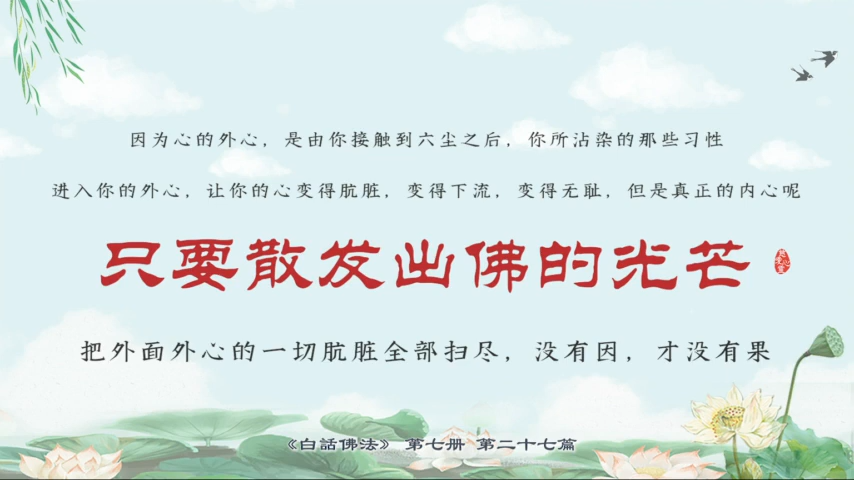 因为心的外心，是由你接触到六尘之后，你所沾染的那些习性
进入你的外心，让你的心变得肮脏，变得下流，变得无耻，但是真正的内心呢
只要散发出佛的光芒
把外面外心的一切肮脏全部扫尽，没有因，才没有果
《白話佛法》 第七册 第二十七篇